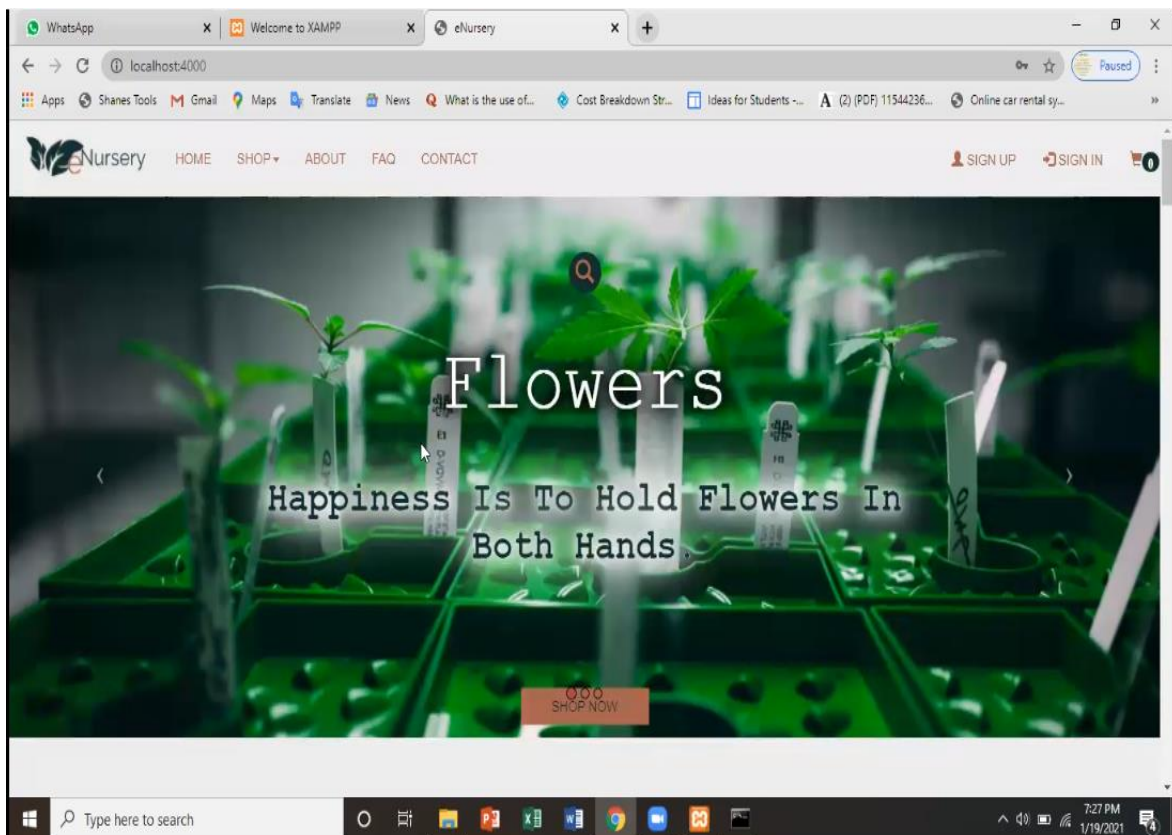 WhatsApp
Welcome to XAMPP
eNursery
localhost:4000
Paused
Apps
Shanes Tools
Gmail
Maps
Translate
News
What is the use of...
Cost Breakdown Str...
Ideas for Students -...
(2) (PDF) 11544236...
Online car rental sy...
eNursery
HOME
SHOP
ABOUT
FAQ
CONTACT
SIGN UP
SIGN IN
0
Flowers
Happiness Is To Hold Flowers In
Both Hands.
SHOP NOW
Type here to search
7:27 PM
1/19/2021
4